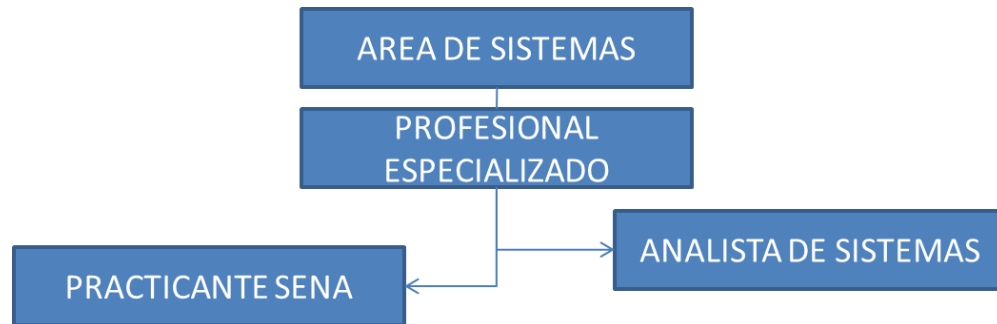 AREA DE SISTEMAS
PROFESIONAL
ESPECIALIZADO
ANALISTA DE SISTEMAS
PRACTICANTE SENA